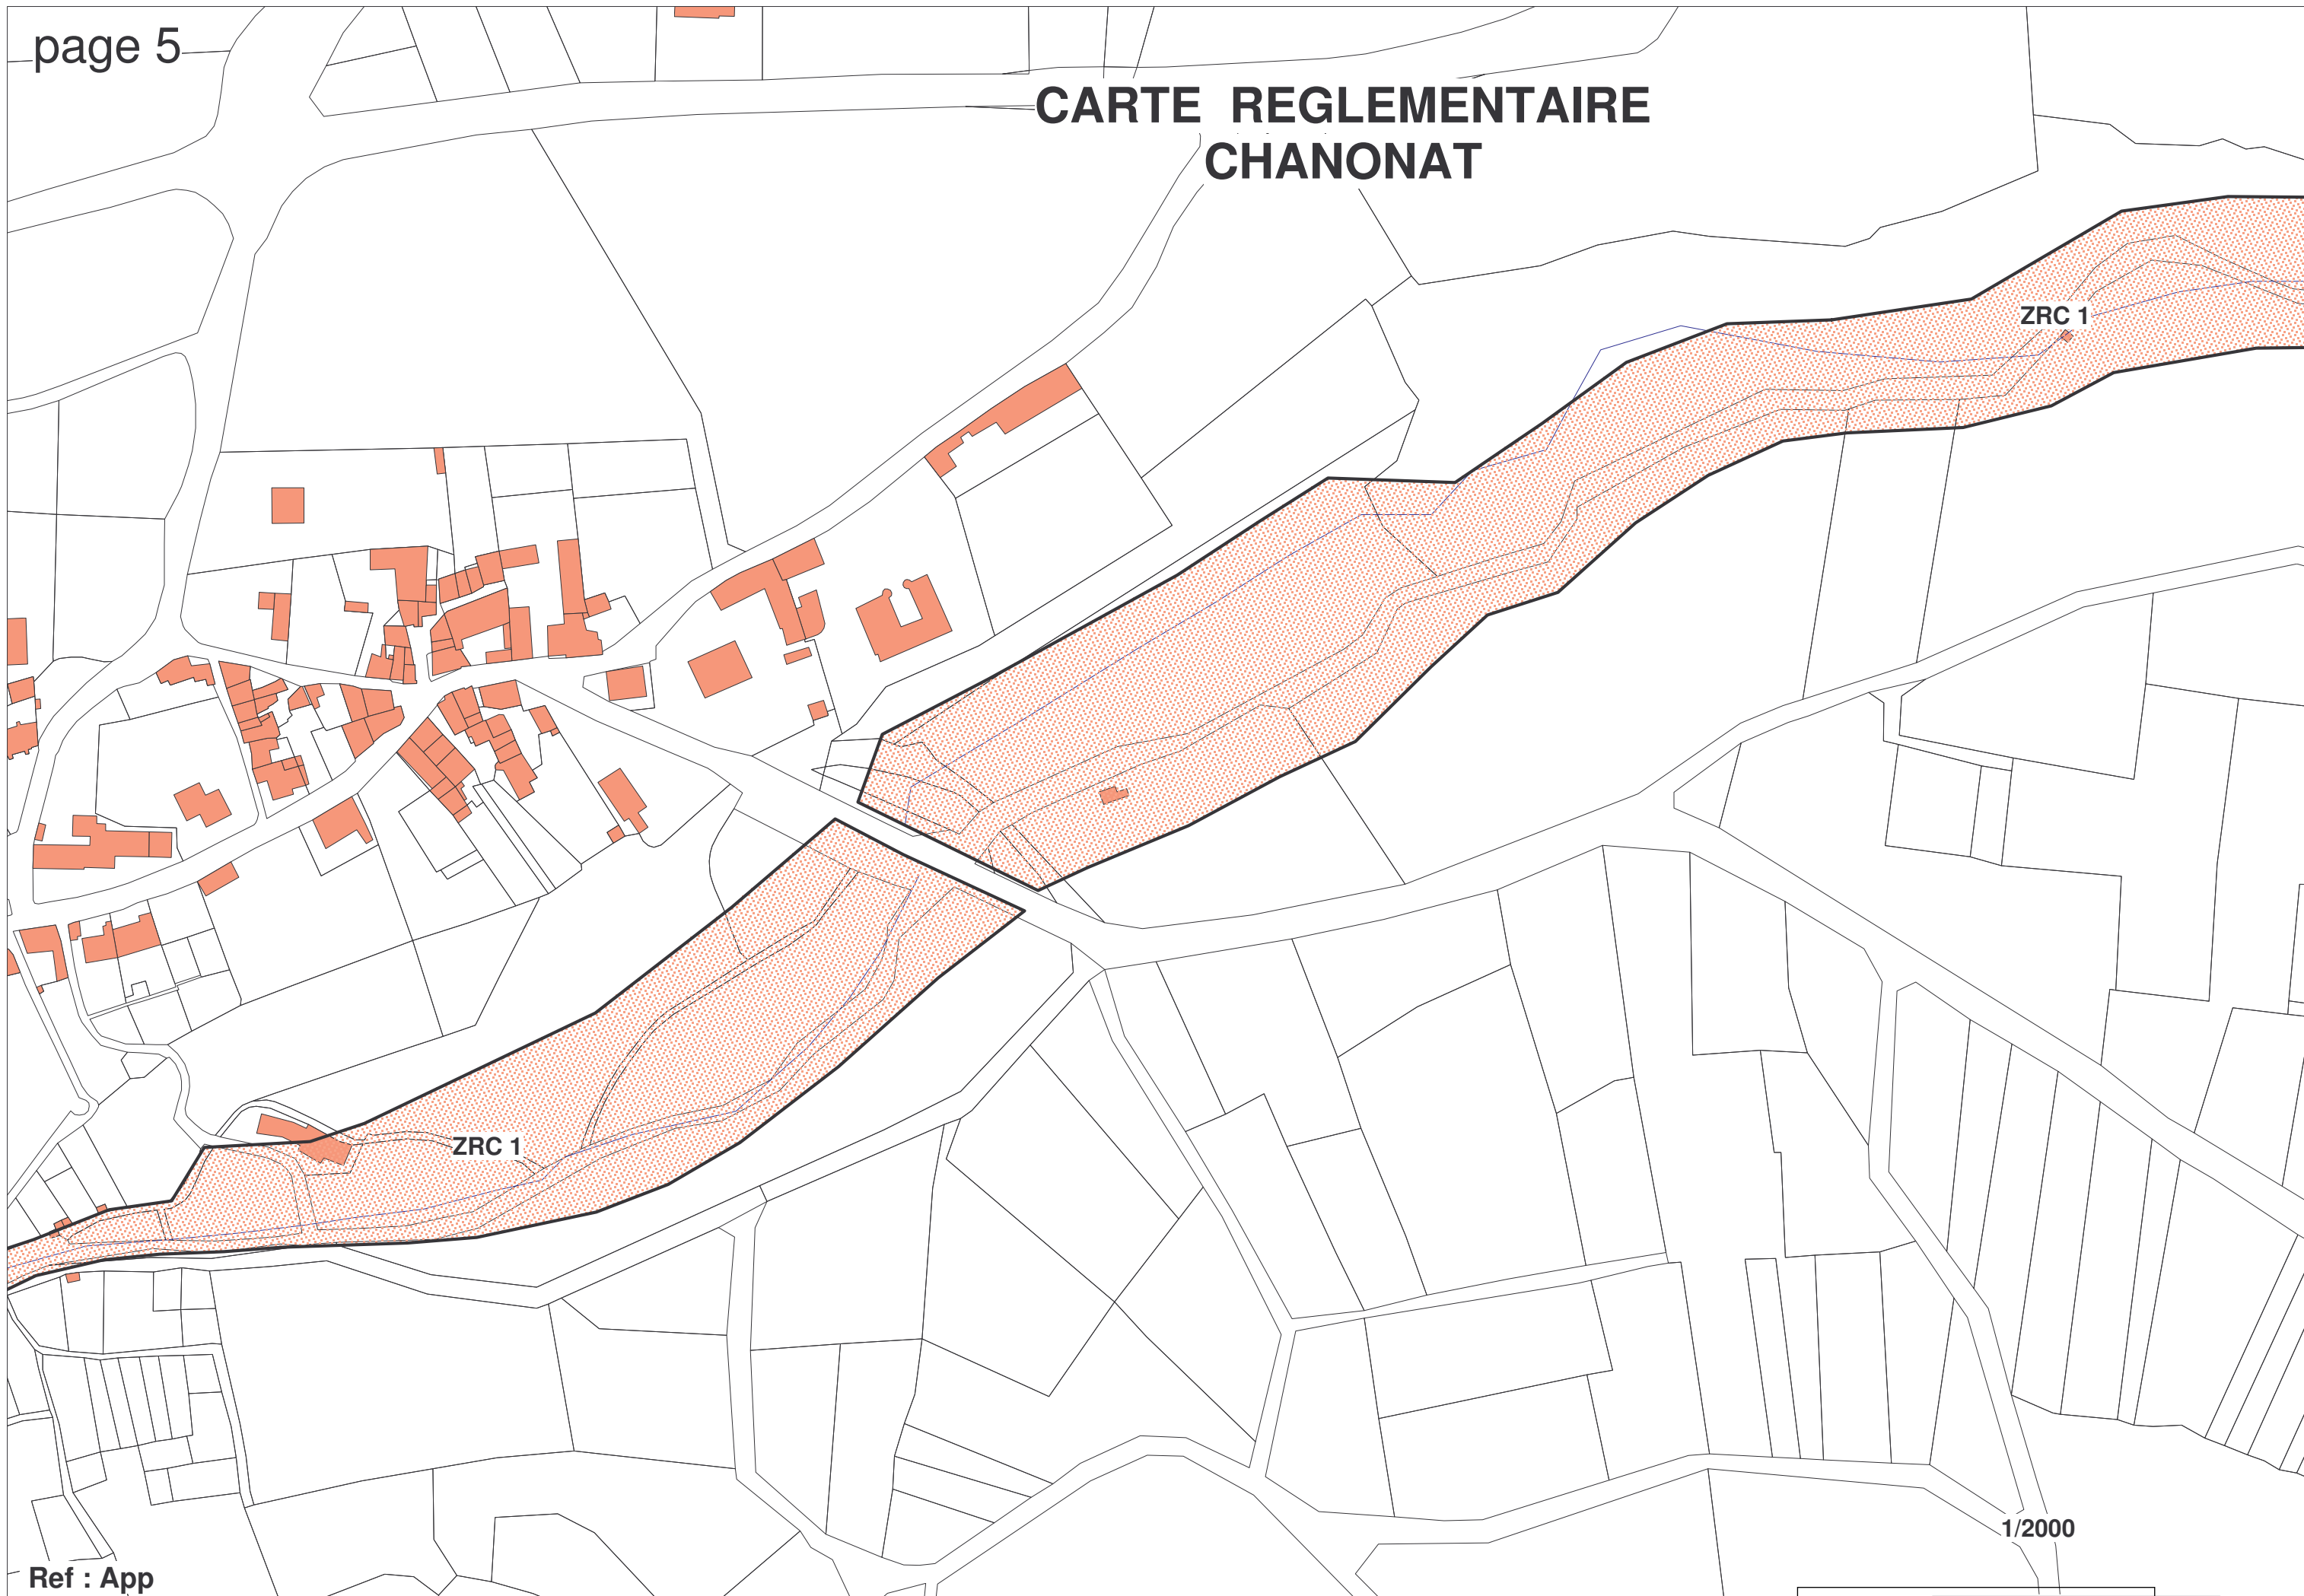 page 5
CARTE REGLEMENTAIRE
CHANONAT
ZRC 1
ZRC 1
1/2000
Ref : App